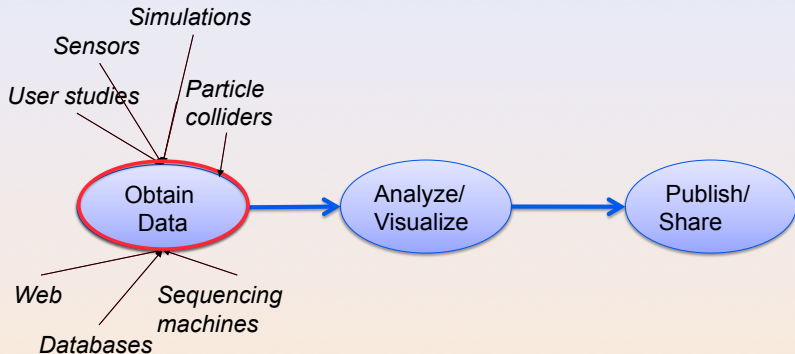 Simulations
Sensors
User studies
Particle
colliders
Obtain
Data
Analyze/
Visualize
Publish/
Share
Web
Sequencing
machines
Databases